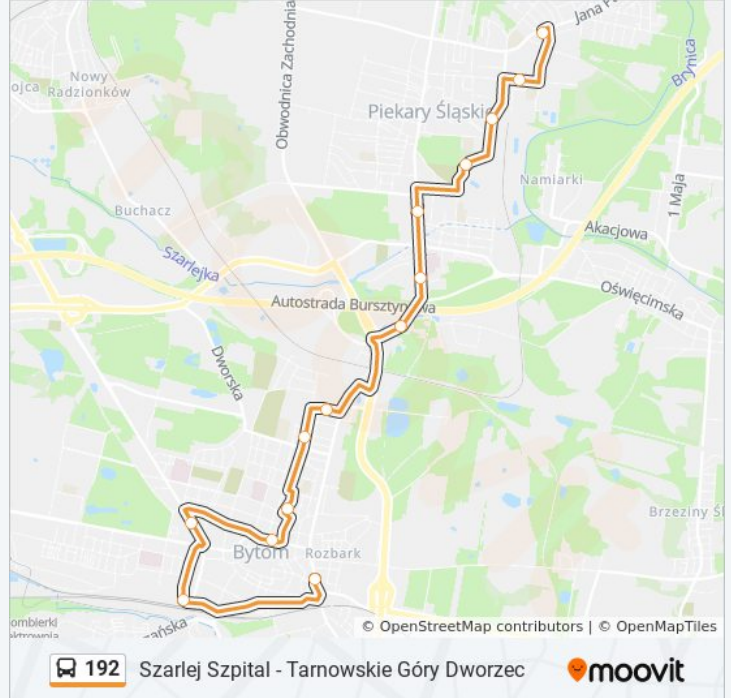 Jana
Nowy
Radzionków
Obwodnica Zachodnia
Brynica
Piekary Śląskie
Namiarki
1 Maja
Buchacz
Akacjowa
Szarlejka
Oświęcimska
Autostrada Bursztynowa
Dworska
Brzeziny Śl
Bytom
Rozbark
ombierki
© OpenStreetMap contributors | © OpenMapTiles
192 Szarlej Szpital - Tarnowskie Góry Dworzec
moovit